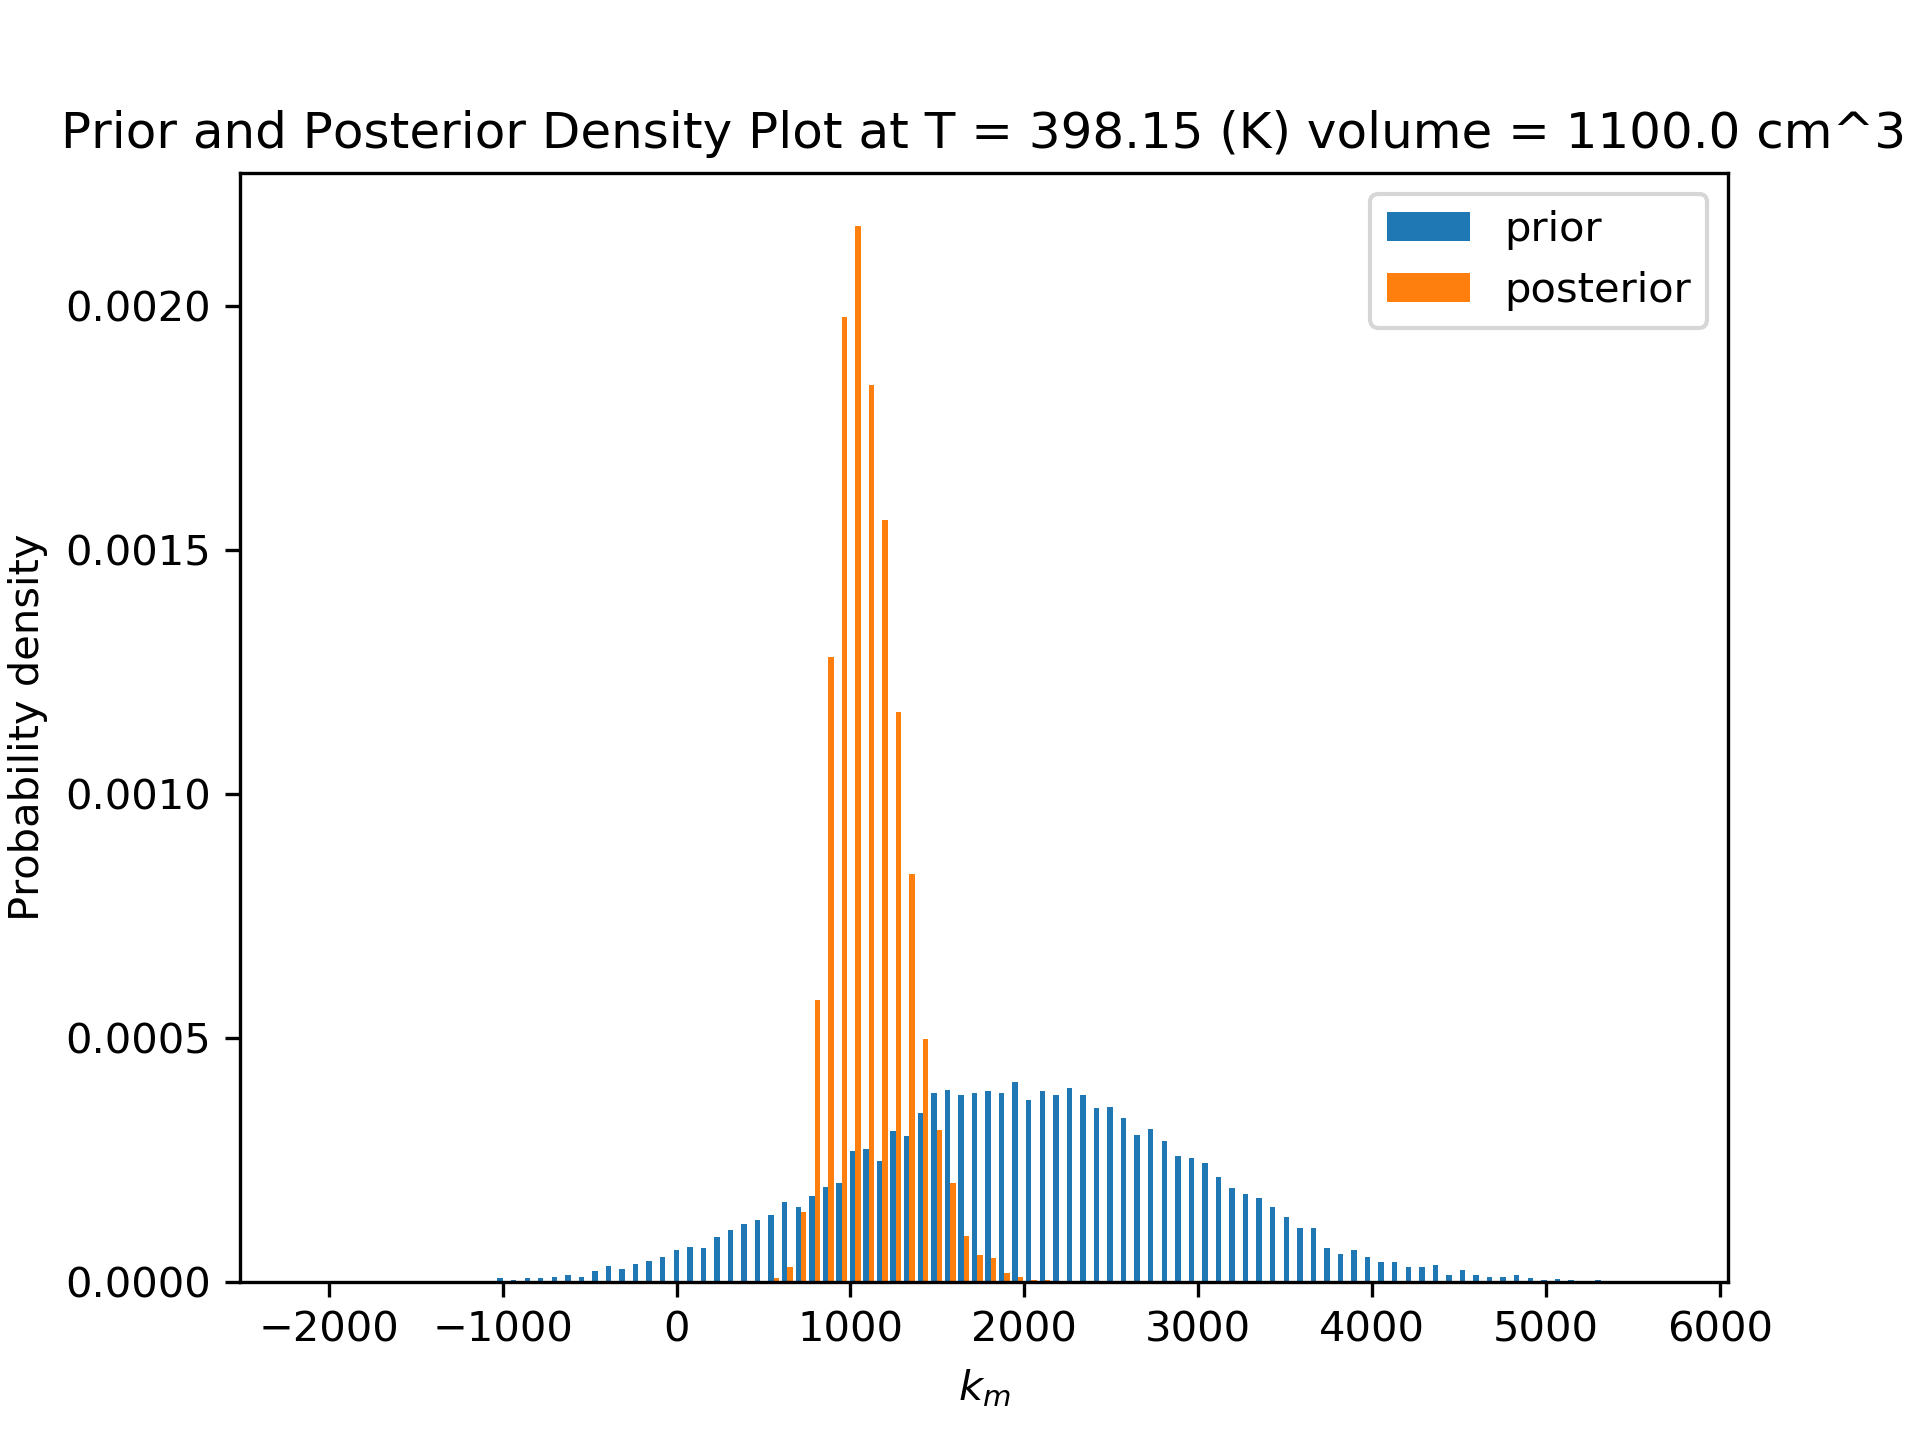 Prior and Posterior Density Plot at T = 398.15 (K) volume = 1100.0 cm^3
prior
posterior
Probability density
0.0020
0.0015
0.0010
0.0005
0.0000
−2000 −1000 0 1000 2000 3000 4000 5000 6000
k_m